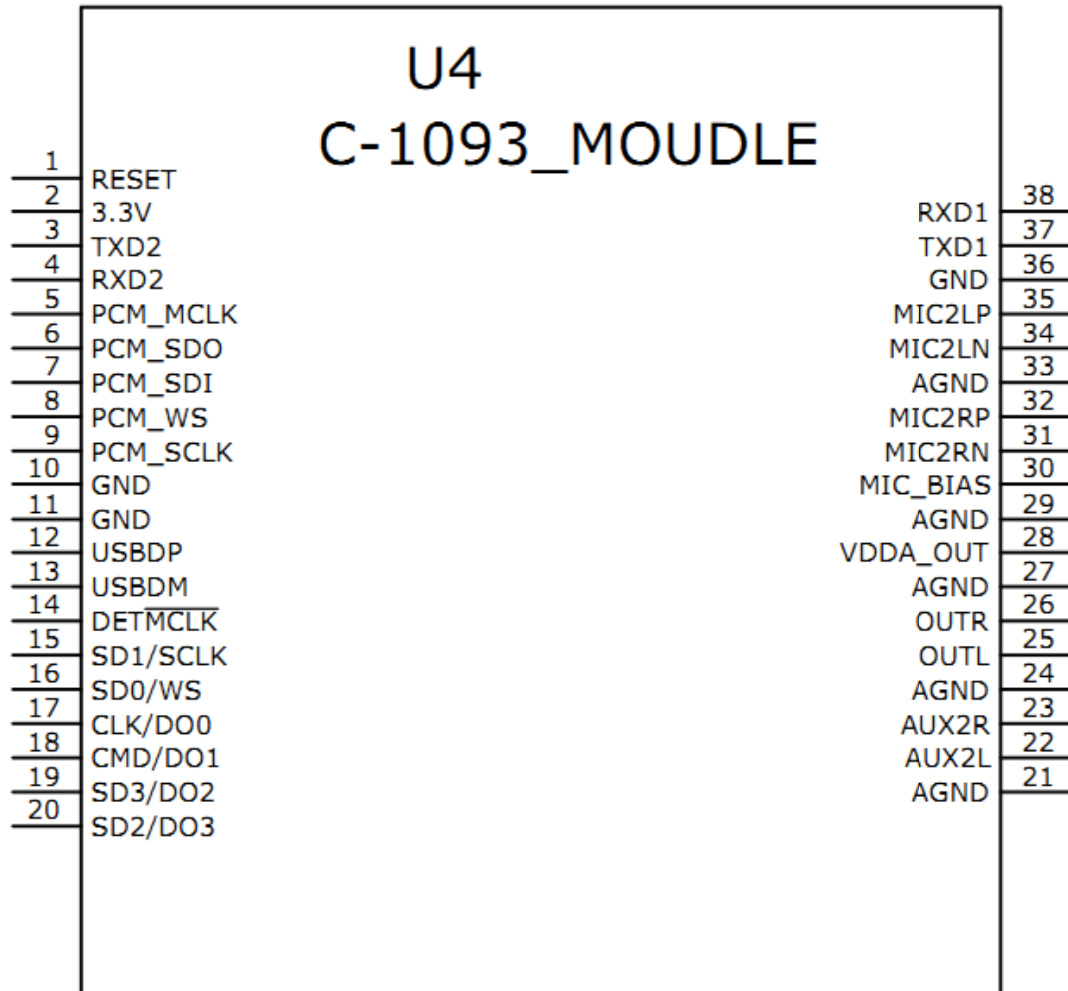 U4
C-1093_MOUDLE
1 RESET
2 3.3V
3 TXD2
4 RXD2
5 PCM_MCLK
6 PCM_SDO
7 PCM_SDI
8 PCM_WS
9 PCM_SCLK
10 GND
11 GND
12 USBDP
13 USBDM
14 DETMCLK
15 SD1/SCLK
16 SD0/WS
17 CLK/DO0
18 CMD/DO1
19 SD3/DO2
20 SD2/DO3
RXD1 38
TXD1 37
GND 36
MIC2LP 35
MIC2LN 34
AGND 33
MIC2RP 32
MIC2RN 31
MIC_BIAS 30
AGND 29
VDDA_OUT 28
AGND 27
OUTR 26
OUTL 25
AGND 24
AUX2R 23
AUX2L 22
AGND 21